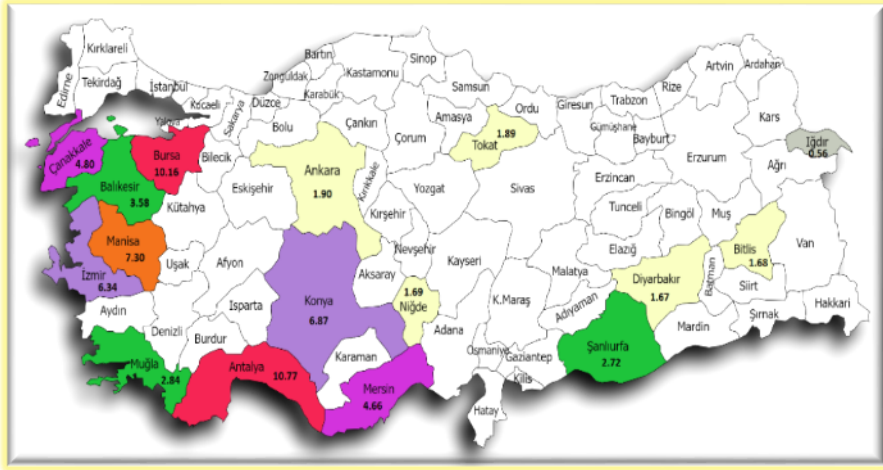 Kırklareli
Edirne
Tekirdağ
İstanbul
Kocaeli
Yalova
Sakarya
Düzce
Zonguldak
Bartın
Karabük
Kastamonu
Sinop
Samsun
Ordu
Giresun
Trabzon
Rize
Artvin
Ardahan
Kars
Iğdır
0.56
Ağrı
Erzurum
Bayburt
Gümüşhane
Tokat
1.89
Amasya
Çorum
Çankırı
Bolu
Bilecik
Bursa
10.16
Çanakkale
4.80
Balıkesir
3.58
Kütahya
Eskişehir
Ankara
1.90
Kırıkkale
Yozgat
Sivas
Erzincan
Tunceli
Bingöl
Muş
Bitlis
1.68
Van
Hakkari
Şırnak
Siirt
Batman
Diyarbakır
1.67
Elazığ
Malatya
Kayseri
Nevşehir
Kırşehir
Aksaray
Niğde
1.69
Konya
6.87
Afyon
Uşak
Manisa
7.30
İzmir
6.34
Aydın
Denizli
Isparta
Burdur
Muğla
2.84
Antalya
10.77
Karaman
Mersin
4.66
Adana
K.Maraş
Adıyaman
Osmaniye
Gaziantep
Kilis
Hatay
Şanlıurfa
2.72
Mardin